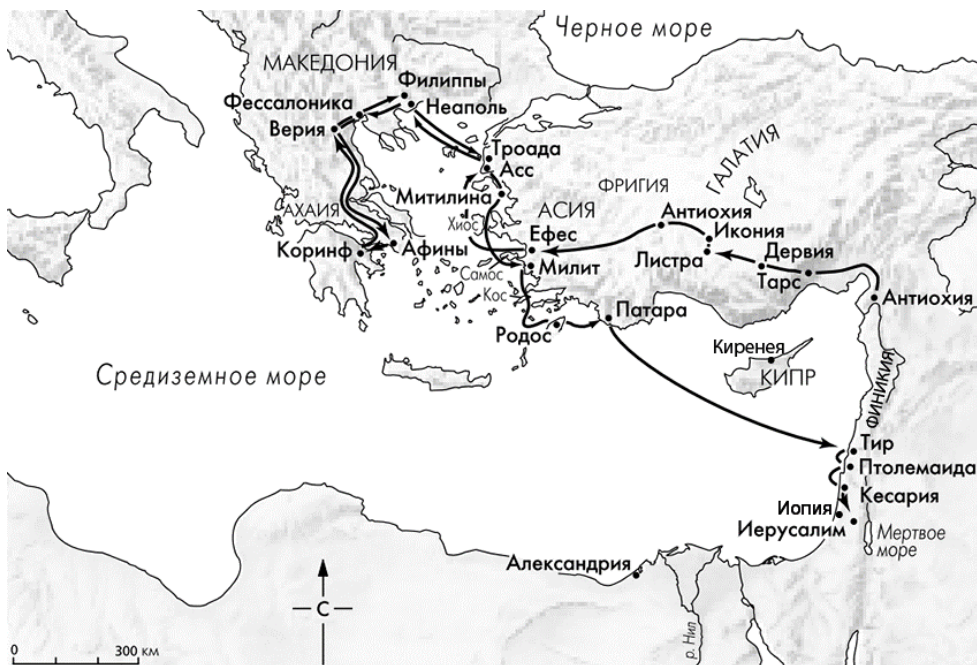 Черное море
МАКЕДОНИЯ
Филиппы
Неаполь
Фессалоника
Верия
Троада
Асс
Митилина
ГАЛАТИЯ
ФРИГИЯ
АСИЯ
Антиохия
Икония
АХАИЯ
Хиос
Ефес
Дервия
Коринф
Афины
Листра
Милит
Самос
Тарс
Кос
Антиохия
Патара
Родос
Киренея
КИПР
Средиземное море
ФИНИКИЯ
Тир
Птолемаида
Кесария
Иопия
Иерусалим
Мертвое
море
Александрия
С
р. Нил
0 300 км